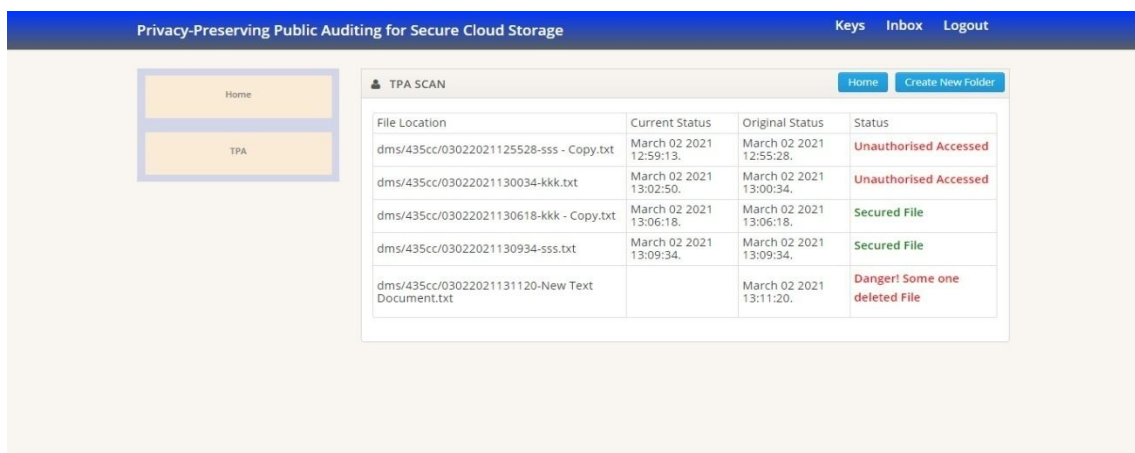 Privacy-Preserving Public Auditing for Secure Cloud Storage
Keys Inbox Logout
Home
TPA
TPA SCAN
Home Create New Folder
File Location Current Status Original Status Status
dms/435cc/03022021125528-sss - Copy.txt March 02 2021 12:59:13. March 02 2021 12:55:28. Unauthorised Accessed
dms/435cc/03022021130034-kkk.txt March 02 2021 13:02:50. March 02 2021 13:00:34. Unauthorised Accessed
dms/435cc/03022021130618-kkk - Copy.txt March 02 2021 13:06:18. March 02 2021 13:06:18. Secured File
dms/435cc/03022021130934-sss.txt March 02 2021 13:09:34. March 02 2021 13:09:34. Secured File
dms/435cc/03022021131120-New Text Document.txt March 02 2021 13:11:20. Danger! Some one deleted File